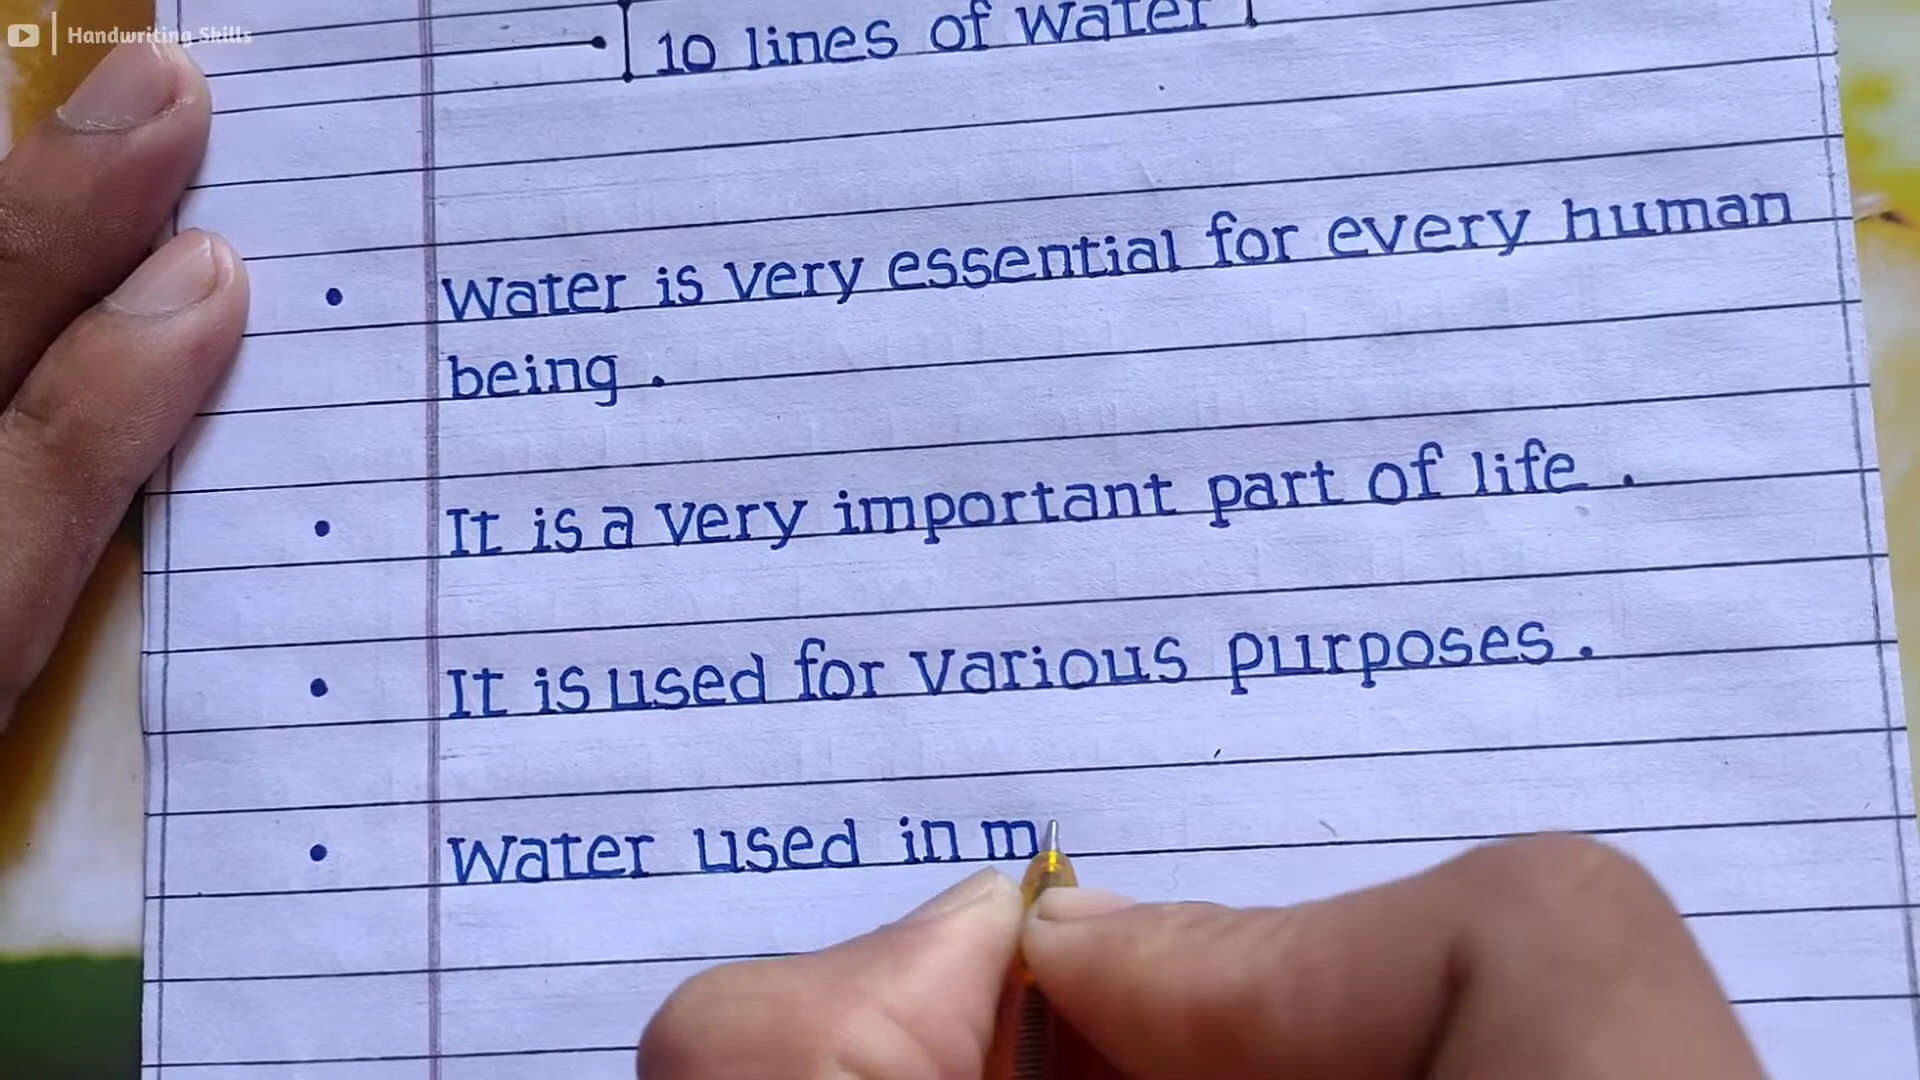 Handwriting Skills
10 lines of water
• Water is very essential for every human
being .
• It is a very important part of life .
• It is used for various purposes .
• Water used in m